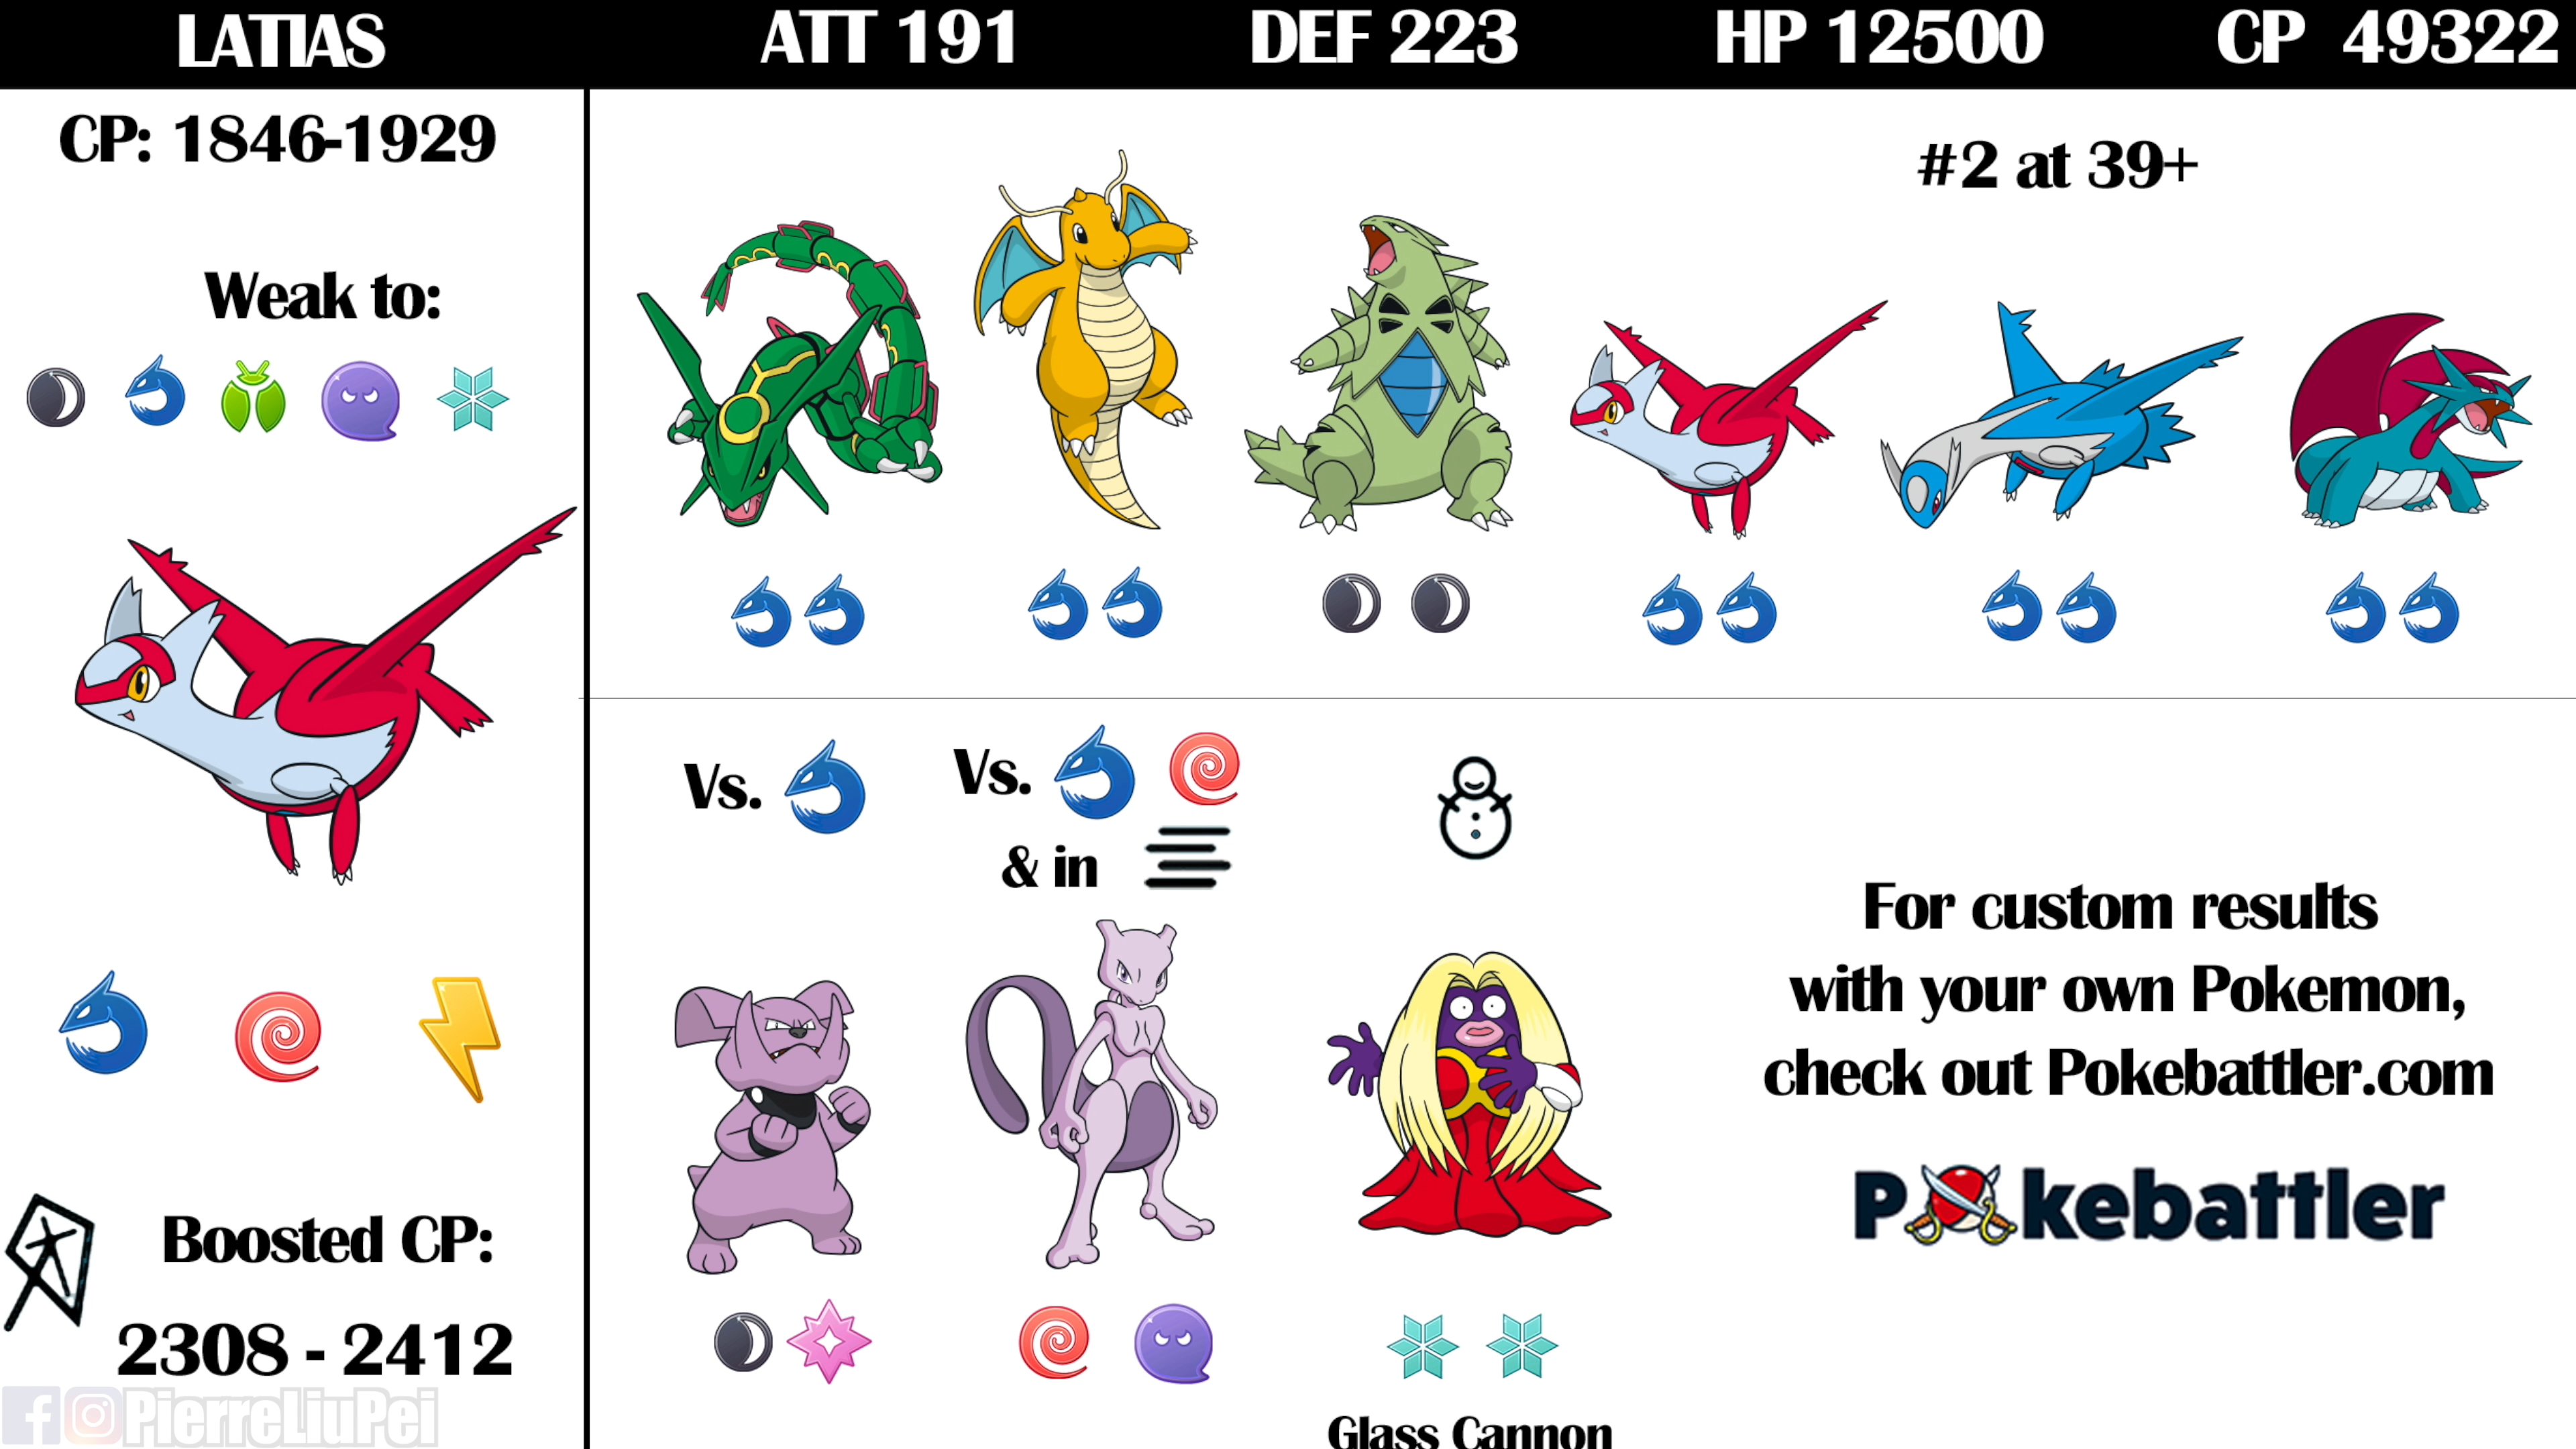 LATIAS
ATT 191
DEF 223
HP 12500
CP 49322
CP: 1846-1929
Weak to:
#2 at 39+
Vs.
Vs.
& in
For custom results
with your own Pokemon,
check out Pokebattler.com
Pokebattler
Boosted CP:
2308 - 2412
PierreLiuPei
Glass Cannon